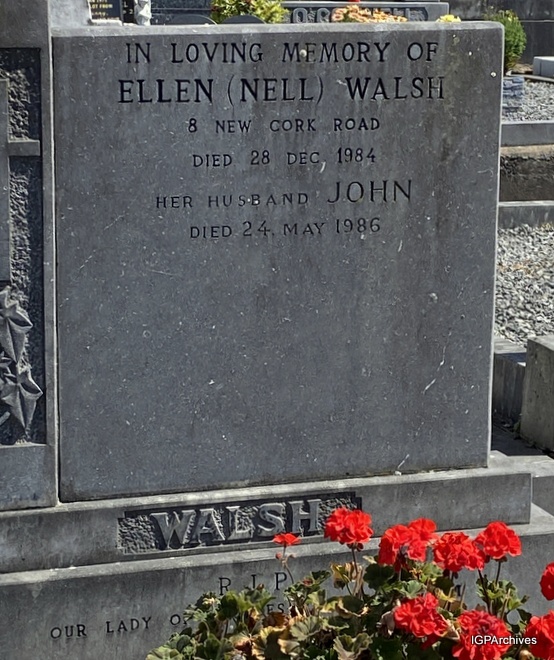 IN LOVING MEMORY OF
ELLEN (NELL) WALSH
8 NEW CORK ROAD
DIED 28 DEC, 1984
HER HUSBAND JOHN
DIED 24, MAY 1986
WALSH
R.I.P.
OUR LADY
IGPArchives